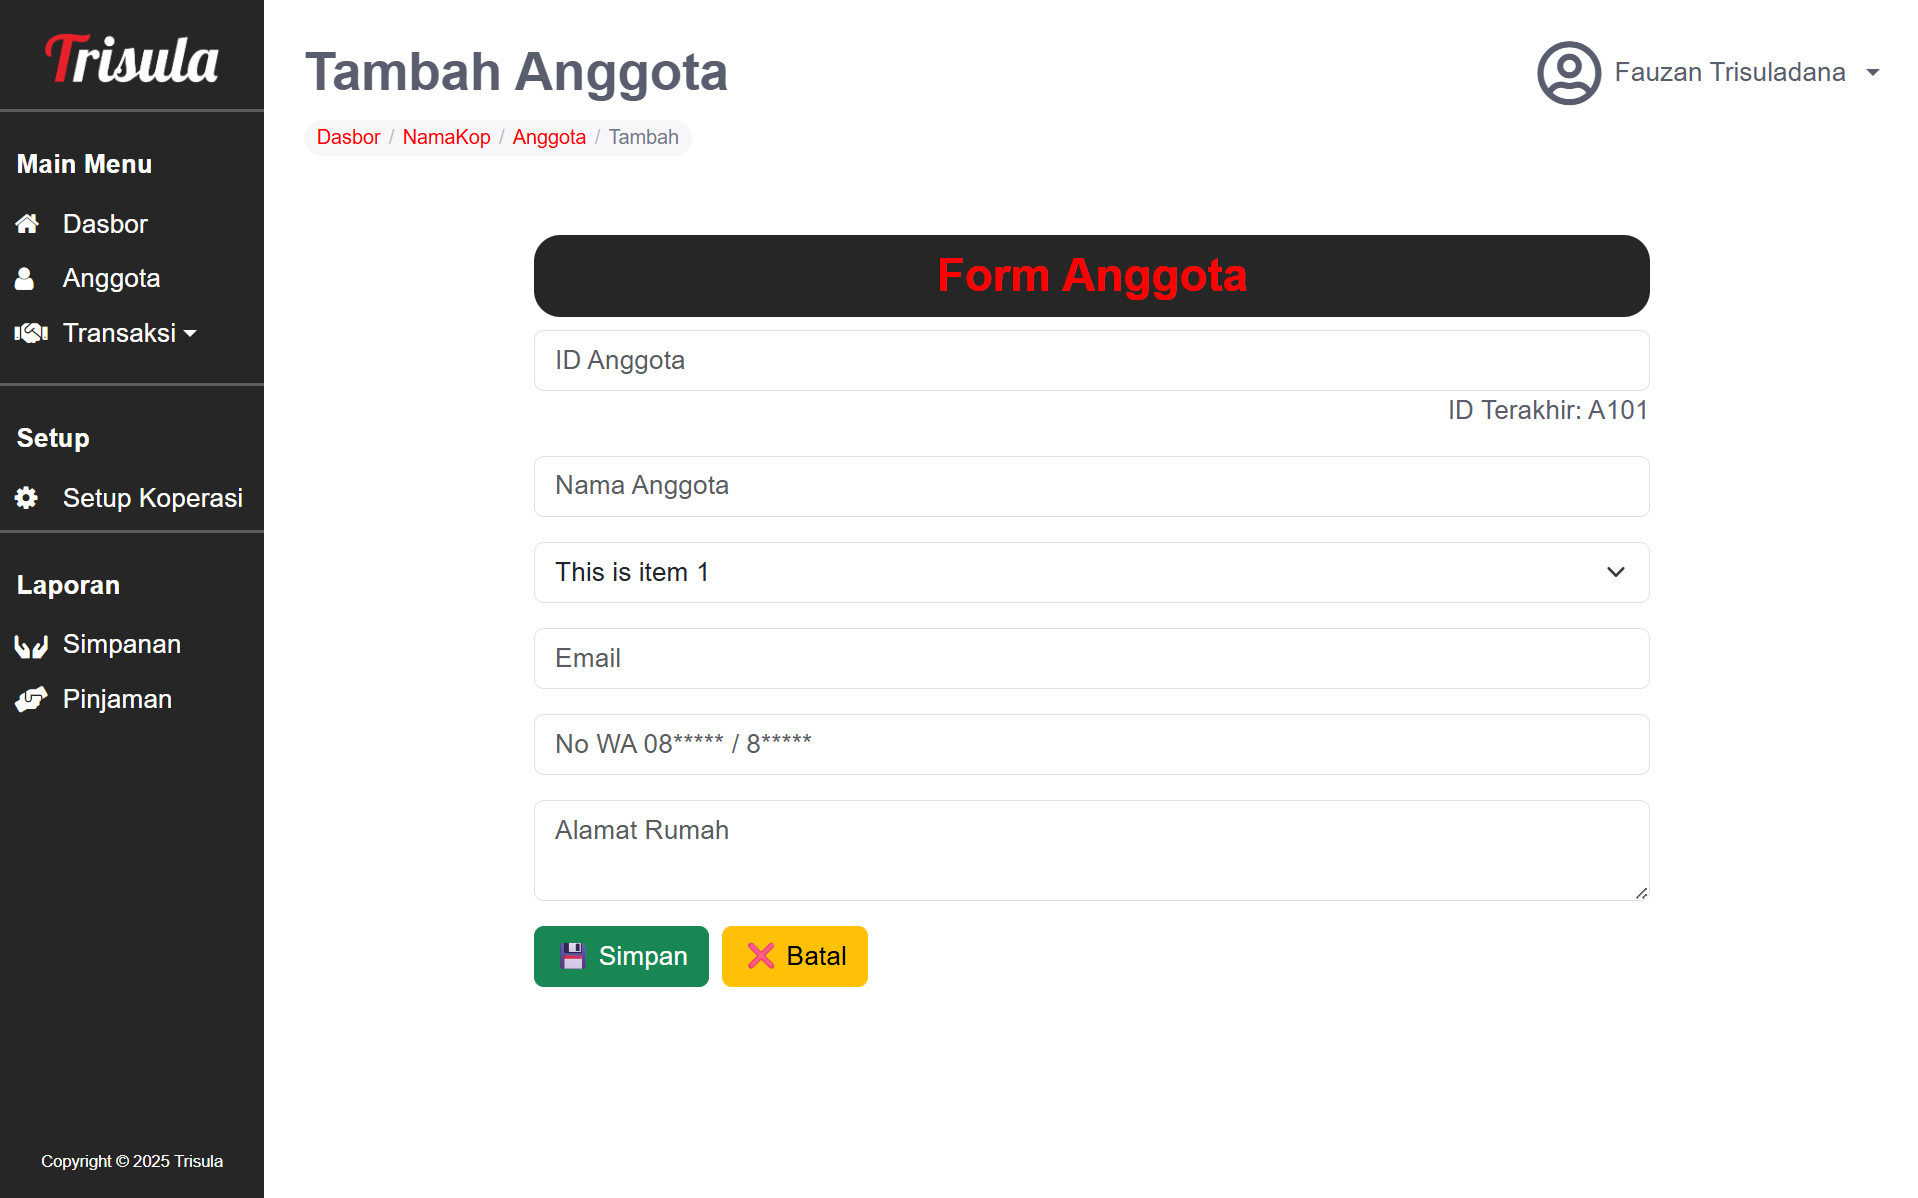 Trisula
Main Menu
Dasbor
Anggota
Transaksi
Setup
Setup Koperasi
Laporan
Simpanan
Pinjaman
Copyright © 2025 Trisula
Tambah Anggota
Fauzan Trisuladana
Dasbor / NamaKop / Anggota / Tambah
Form Anggota
ID Anggota
ID Terakhir: A101
Nama Anggota
This is item 1
Email
No WA 08***** / 8*****
Alamat Rumah
Simpan
Batal